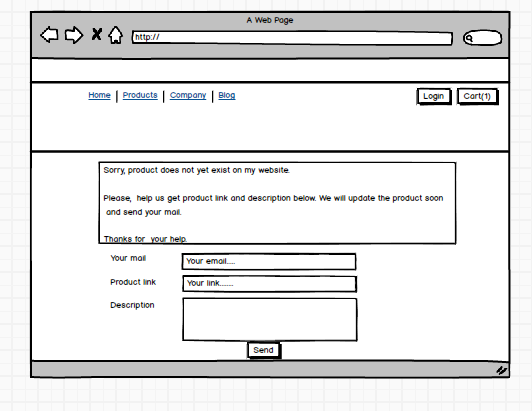 A Web Page
http://
Home | Products | Company | Blog
Login
Cart(1)
Sorry, product does not yet exist on my website.
Please, help us get product link and description below. We will update the product soon
and send your mail.
Thanks for your help.
Your mail
Your email....
Product link
Your link.......
Description
Send